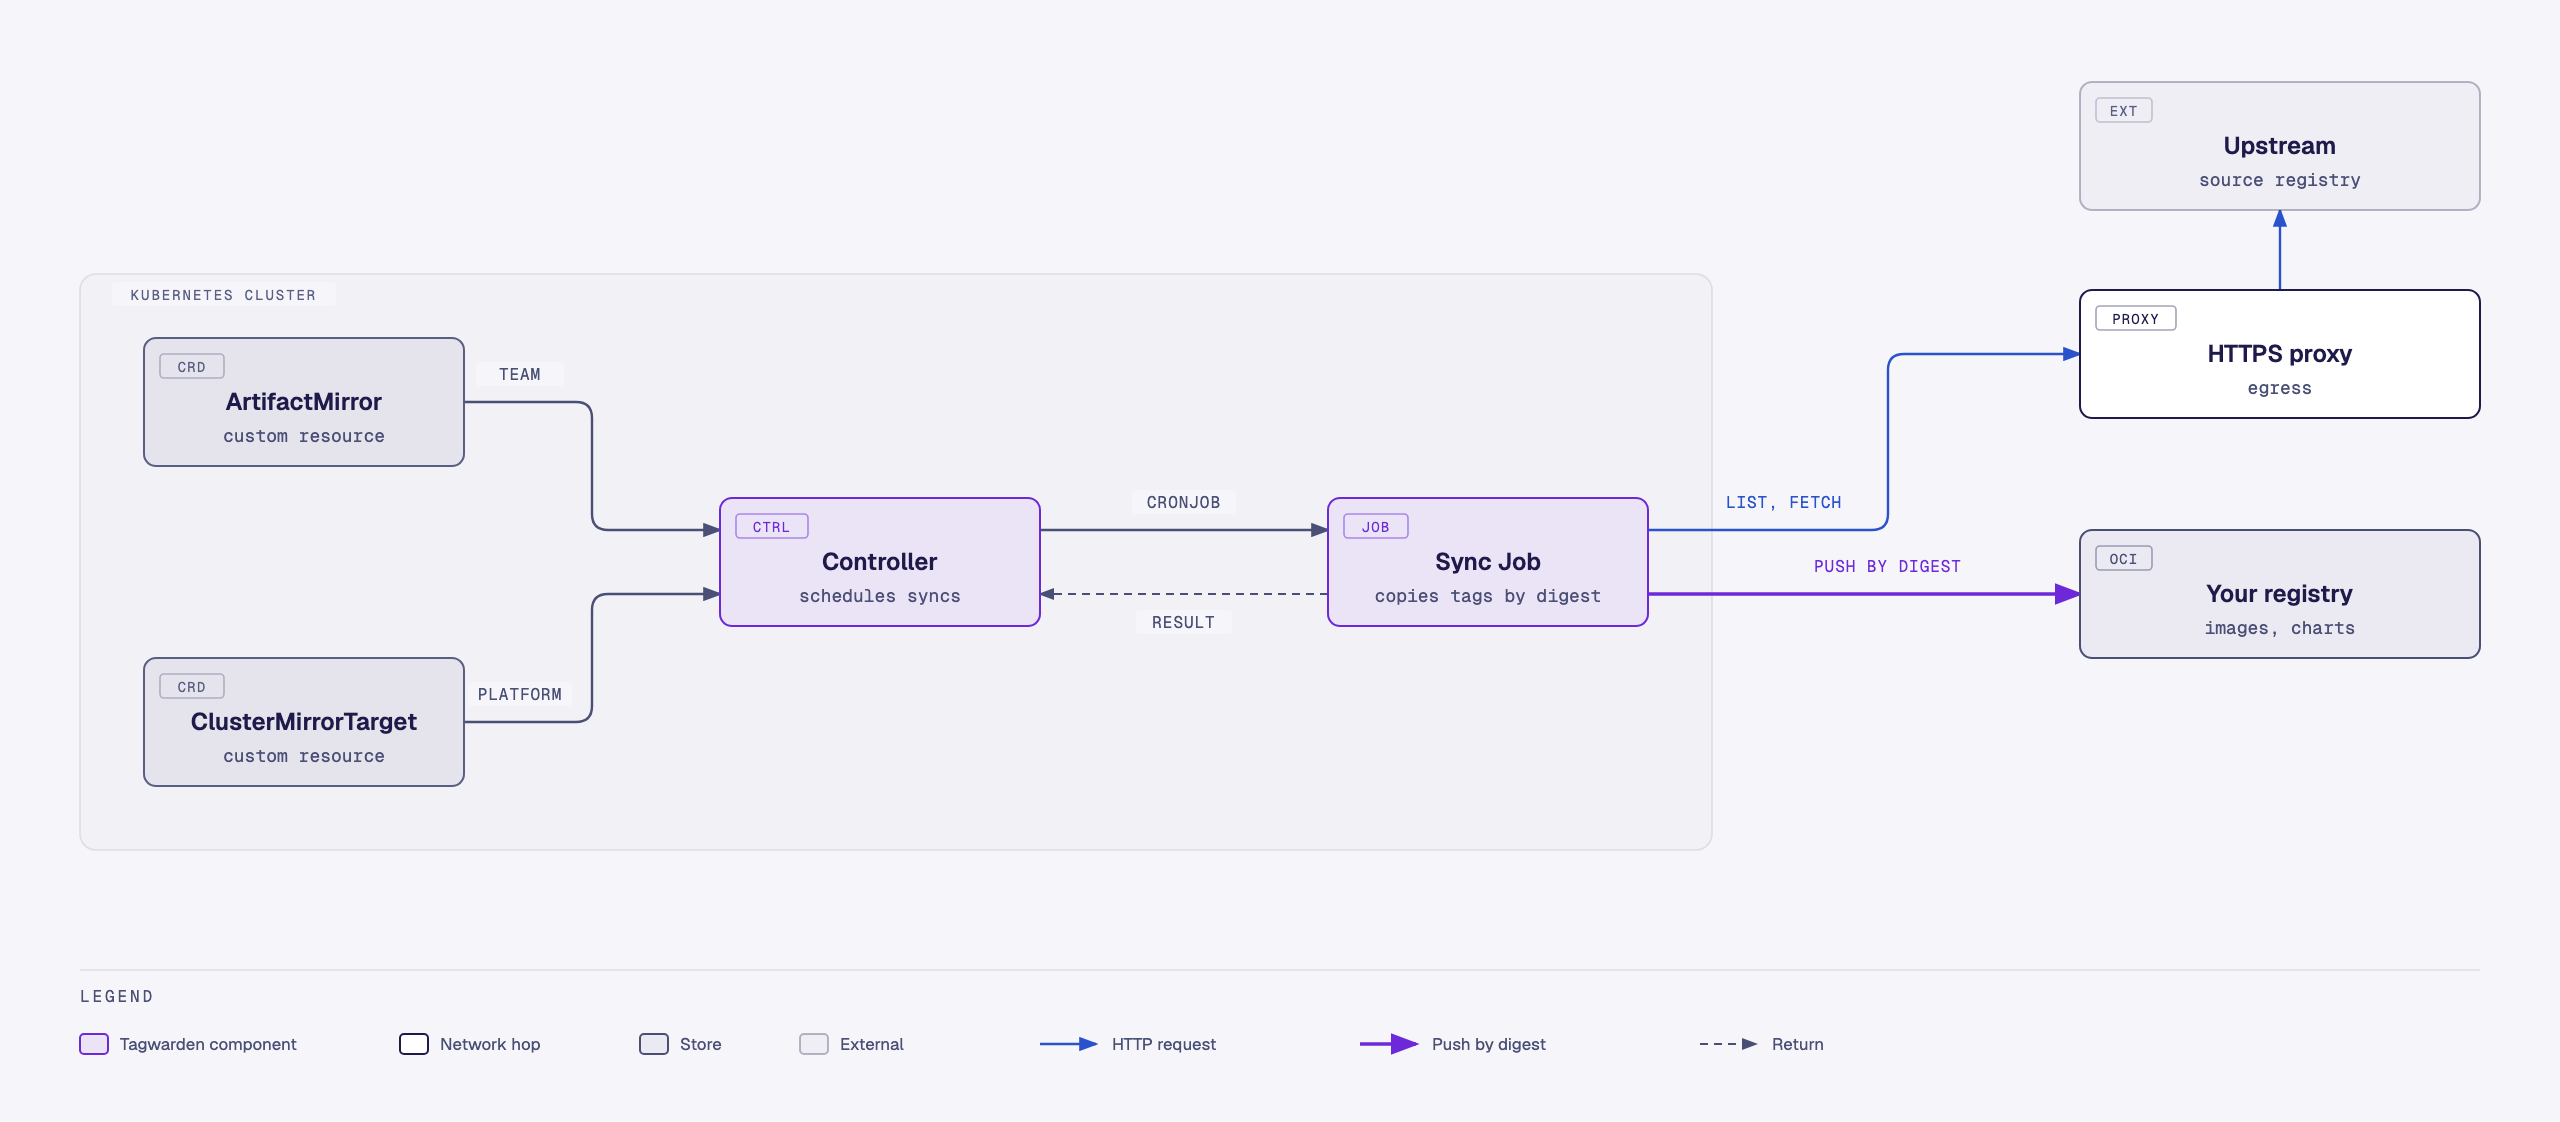 EXT
Upstream
source registry
KUBERNETES CLUSTER
PROXY
HTTPS proxy
egress
CRD
ArtifactMirror
custom resource
TEAM
CTRL
Controller
schedules syncs
CRONJOB
RESULT
JOB
Sync Job
copies tags by digest
LIST, FETCH
PUSH BY DIGEST
OCI
Your registry
images, charts
CRD
ClusterMirrorTarget
custom resource
PLATFORM
LEGEND
Tagwarden component
Network hop
Store
External
HTTP request
Push by digest
Return